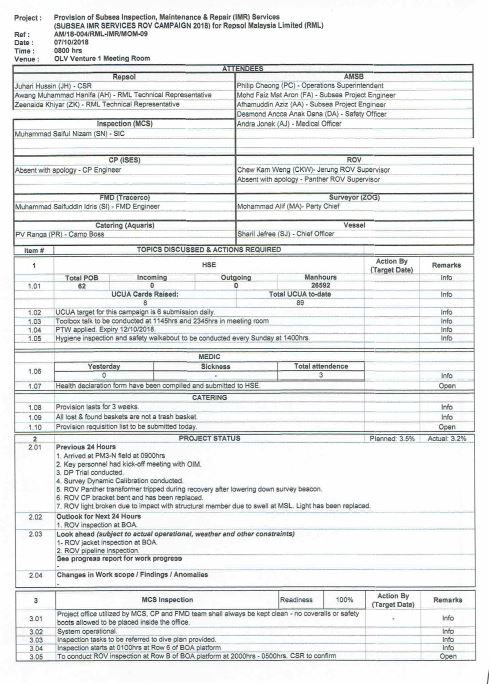 Project : Provision of Subsea Inspection, Maintenance & Repair (IMR) Services
(SUBSEA IMR SERVICES ROV CAMPAIGN 2018) for Repsol Malaysia Limited (RML)
Ref : AM/18-004/RML-IMR/MOM-09
Date : 07/10/2018
Time : 0800 hrs
Venue : OLV Venture 1 Meeting Room
ATTENDEES
Repsol AMSB
Juhari Hussin (JH) - CSR Philip Cheong (PC) - Operations Superintendent
Awang Muhammad Hanifa (AH) - RML Technical Representative Mohd Faiz Mat Aron (FA) - Subsea Project Engineer
Zeenaida Khiyar (ZK) - RML Technical Representative Afhamuddin Aziz (AA) - Subsea Project Engineer
Desmond Ancca Anak Dana (DA) - Safety Officer
Inspection (MCS) Andra Jonek (AJ) - Medical Officer
Muhammad Saiful Nizam (SN) - SIC
CP (ISES) ROV
Absent with apology - CP Engineer Chew Kam Weng (CKW)- Jerung ROV Supervisor
Absent with apology - Panther ROV Supervisor
FMD (Tracerco) Surveyor (ZOG)
Muhammad Saifuddin Idris (SI) - FMD Engineer Mohammad Alif (MA)- Party Chief
Catering (Aquaris) Vessel
PV Ranga (PR) - Camp Boss Sharil Jefree (SJ) - Chief Officer
Item # TOPICS DISCUSSED & ACTIONS REQUIRED
1 HSE Action By (Target Date) Remarks
Total POB Incoming Outgoing Manhours Info
1.01 62 0 0 26592
UCUA Cards Raised: Total UCUA to-date Info
8 89
1.02 UCUA target for this campaign is 6 submission daily. Info
1.03 Toolbox talk to be conducted at 1145hrs and 2345hrs in meeting room Info
1.04 PTW applied. Expiry 12/10/2018. Info
1.05 Hygiene inspection and safety walkabout to be conducted every Sunday at 1400hrs. Info
MEDIC
1.06 Yesterday Sickness Total attendence
0 - 3 Info
1.07 Health declaration form have been compiled and submitted to HSE. Open
CATERING
1.08 Provision lasts for 3 weeks. Info
1.09 All lost & found baskets are not a trash basket. Info
1.10 Provision requisition list to be submitted today. Open
2 PROJECT STATUS Planned: 3.5% Actual: 3.2%
2.01 Previous 24 Hours
1. Arrived at PM3-N field at 0900hrs
2. Key personnel had kick-off meeting with OIM.
3. DP Trial conducted.
4. Survey Dynamic Calibration conducted.
5. ROV Panther transformer tripped during recovery after lowering down survey beacon.
6. ROV CP bracket bent and has been replaced.
7. ROV light broken due to impact with structural member due to swell at MSL. Light has been replaced.
2.02 Outlook for Next 24 Hours
1. ROV inspection at BOA.
2.03 Look ahead (subject to actual operational, weather and other constraints)
1- ROV jacket inspection at BOA.
2. ROV pipeline inspection
See progress report for work progress
-
2.04 Changes in Work scope / Findings / Anomalies
-
3 MCS Inspection Readiness 100% Action By (Target Date) Remarks
3.01 Project office utilized by MCS, CP and FMD team shall always be kept clean - no coveralls or safety
boots allowed to be placed inside the office. - Info
3.02 System operational. Info
3.03 Inspection tasks to be referred to dive plan provided. Info
3.04 Inspection starts at 0100hrs at Row 6 of BOA platform Info
3.05 To conduct ROV inspection at Row B of BOA platform at 2000hrs - 0500hrs. CSR to confirm Open